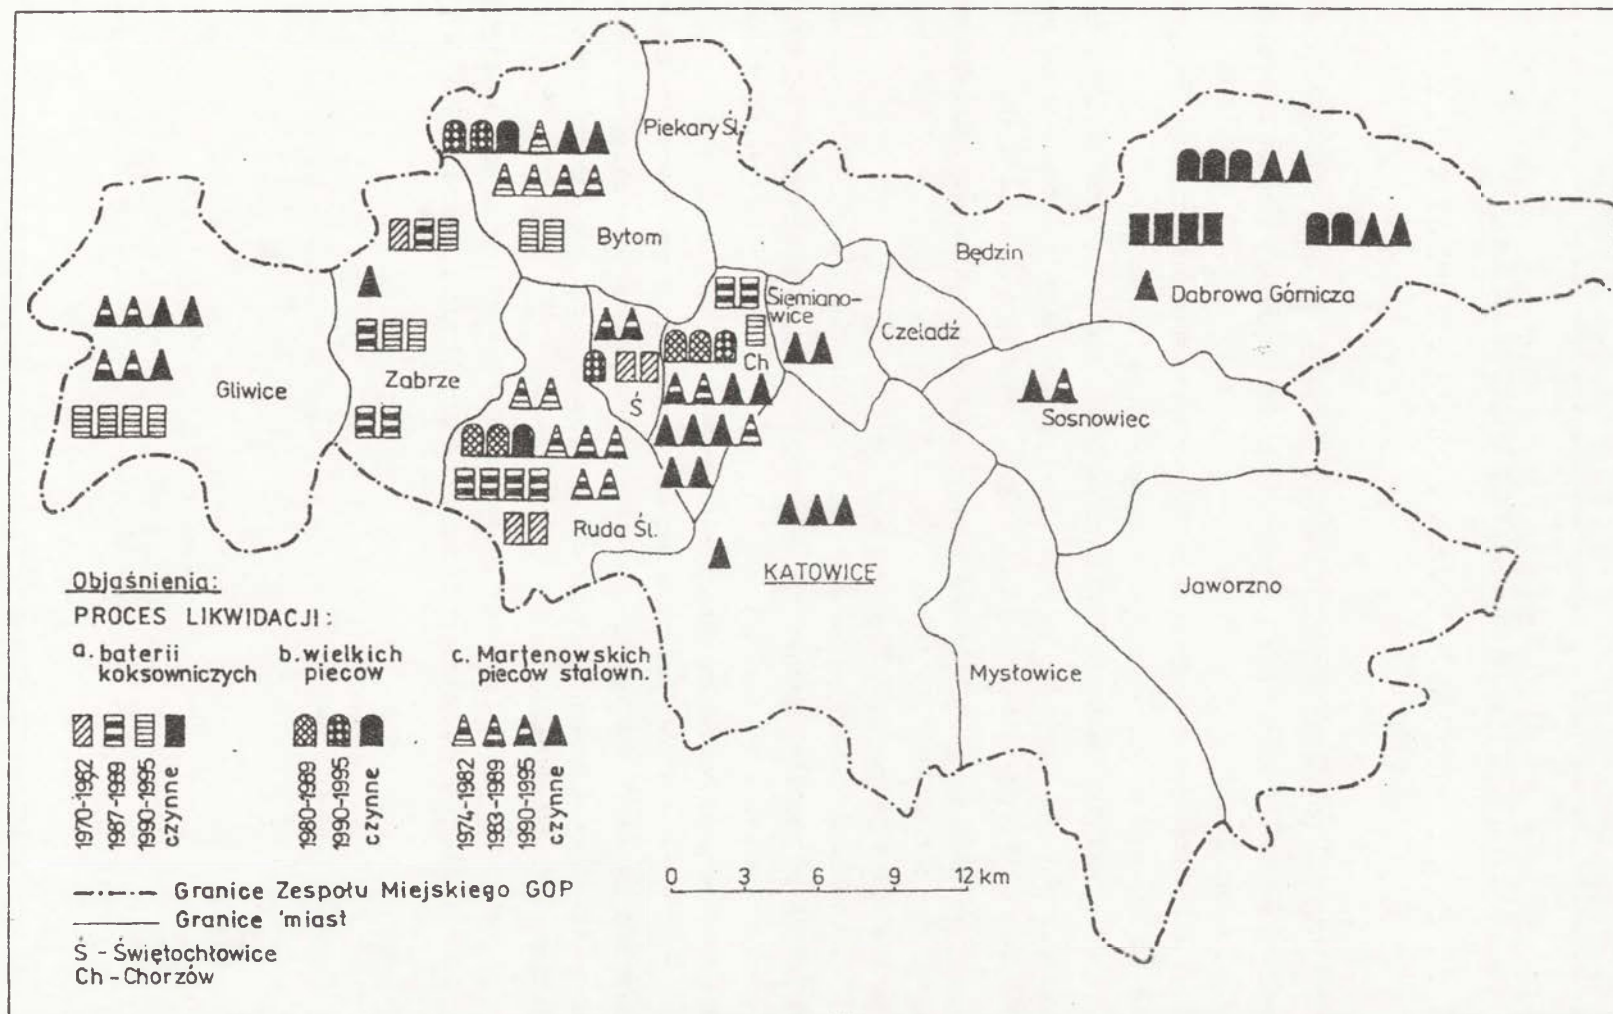 Piekary Śl.
Bytom
Będzin
Dabrowa Górnicza
Siemiano-
wice
Czeladź
Gliwice
Zabrze
Ch
Ś
Sosnowiec
Ruda Śl.
KATOWICE
Jaworzno
Mysłowice
Objaśnienia:
PROCES LIKWIDACJI:
a. baterii
koksowniczych
b. wielkich
pieców
c. Martenowskich
pieców stalown.
1970-1982
1987-1989
1990-1995
czynne
1980-1989
1990-1995
czynne
1974-1982
1983-1989
1990-1995
czynne
0 3 6 9 12 km
Granice Zespołu Miejskiego GOP
Granice miast
Ś - Świętochłowice
Ch - Chorzów